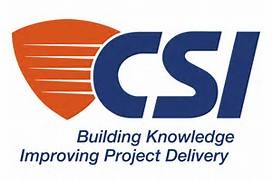 CSI
Building Knowledge
Improving Project Delivery